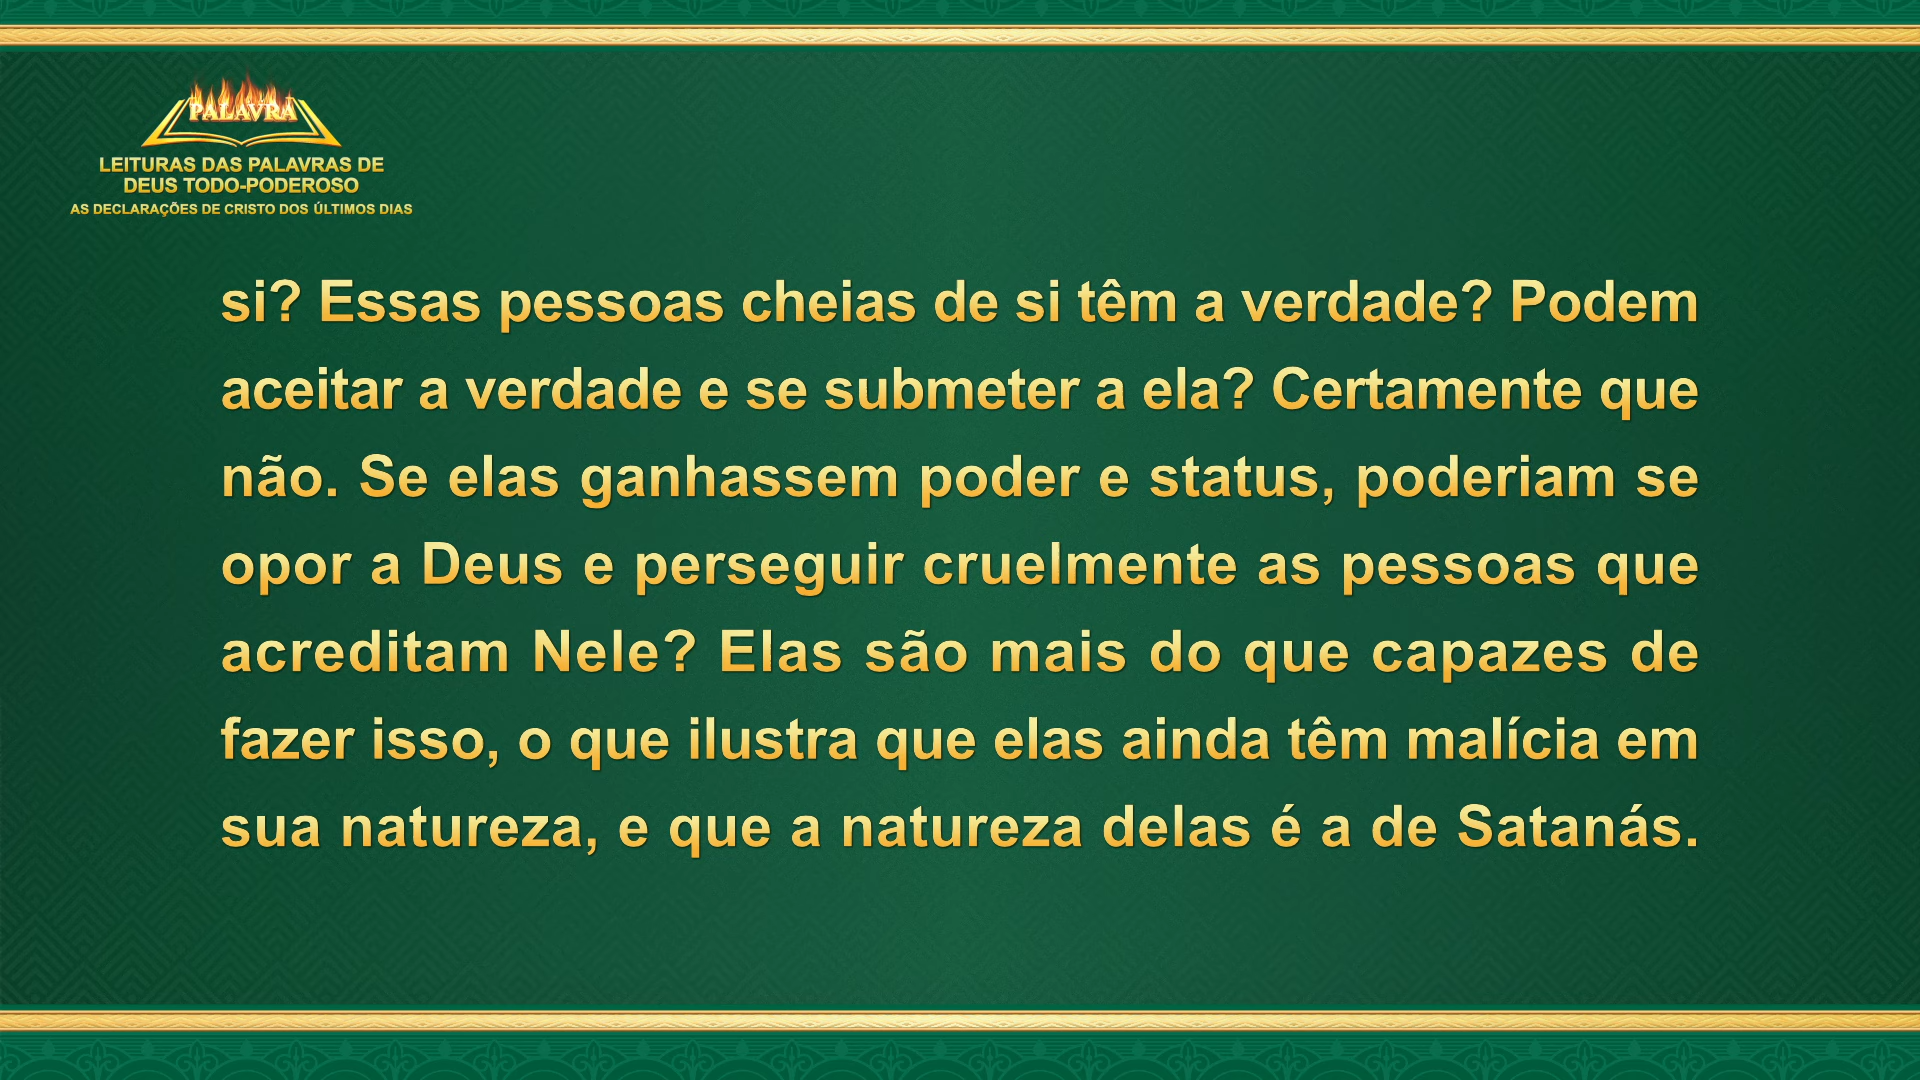 PALAVRA
LEITURAS DAS PALAVRAS DE
DEUS TODO-PODEROSO
AS DECLARAÇÕES DE CRISTO DOS ÚLTIMOS DIAS
si? Essas pessoas cheias de si têm a verdade? Podem
aceitar a verdade e se submeter a ela? Certamente que
não. Se elas ganhassem poder e status, poderiam se
opor a Deus e perseguir cruelmente as pessoas que
acreditam Nele? Elas são mais do que capazes de
fazer isso, o que ilustra que elas ainda têm malícia em
sua natureza, e que a natureza delas é a de Satanás.